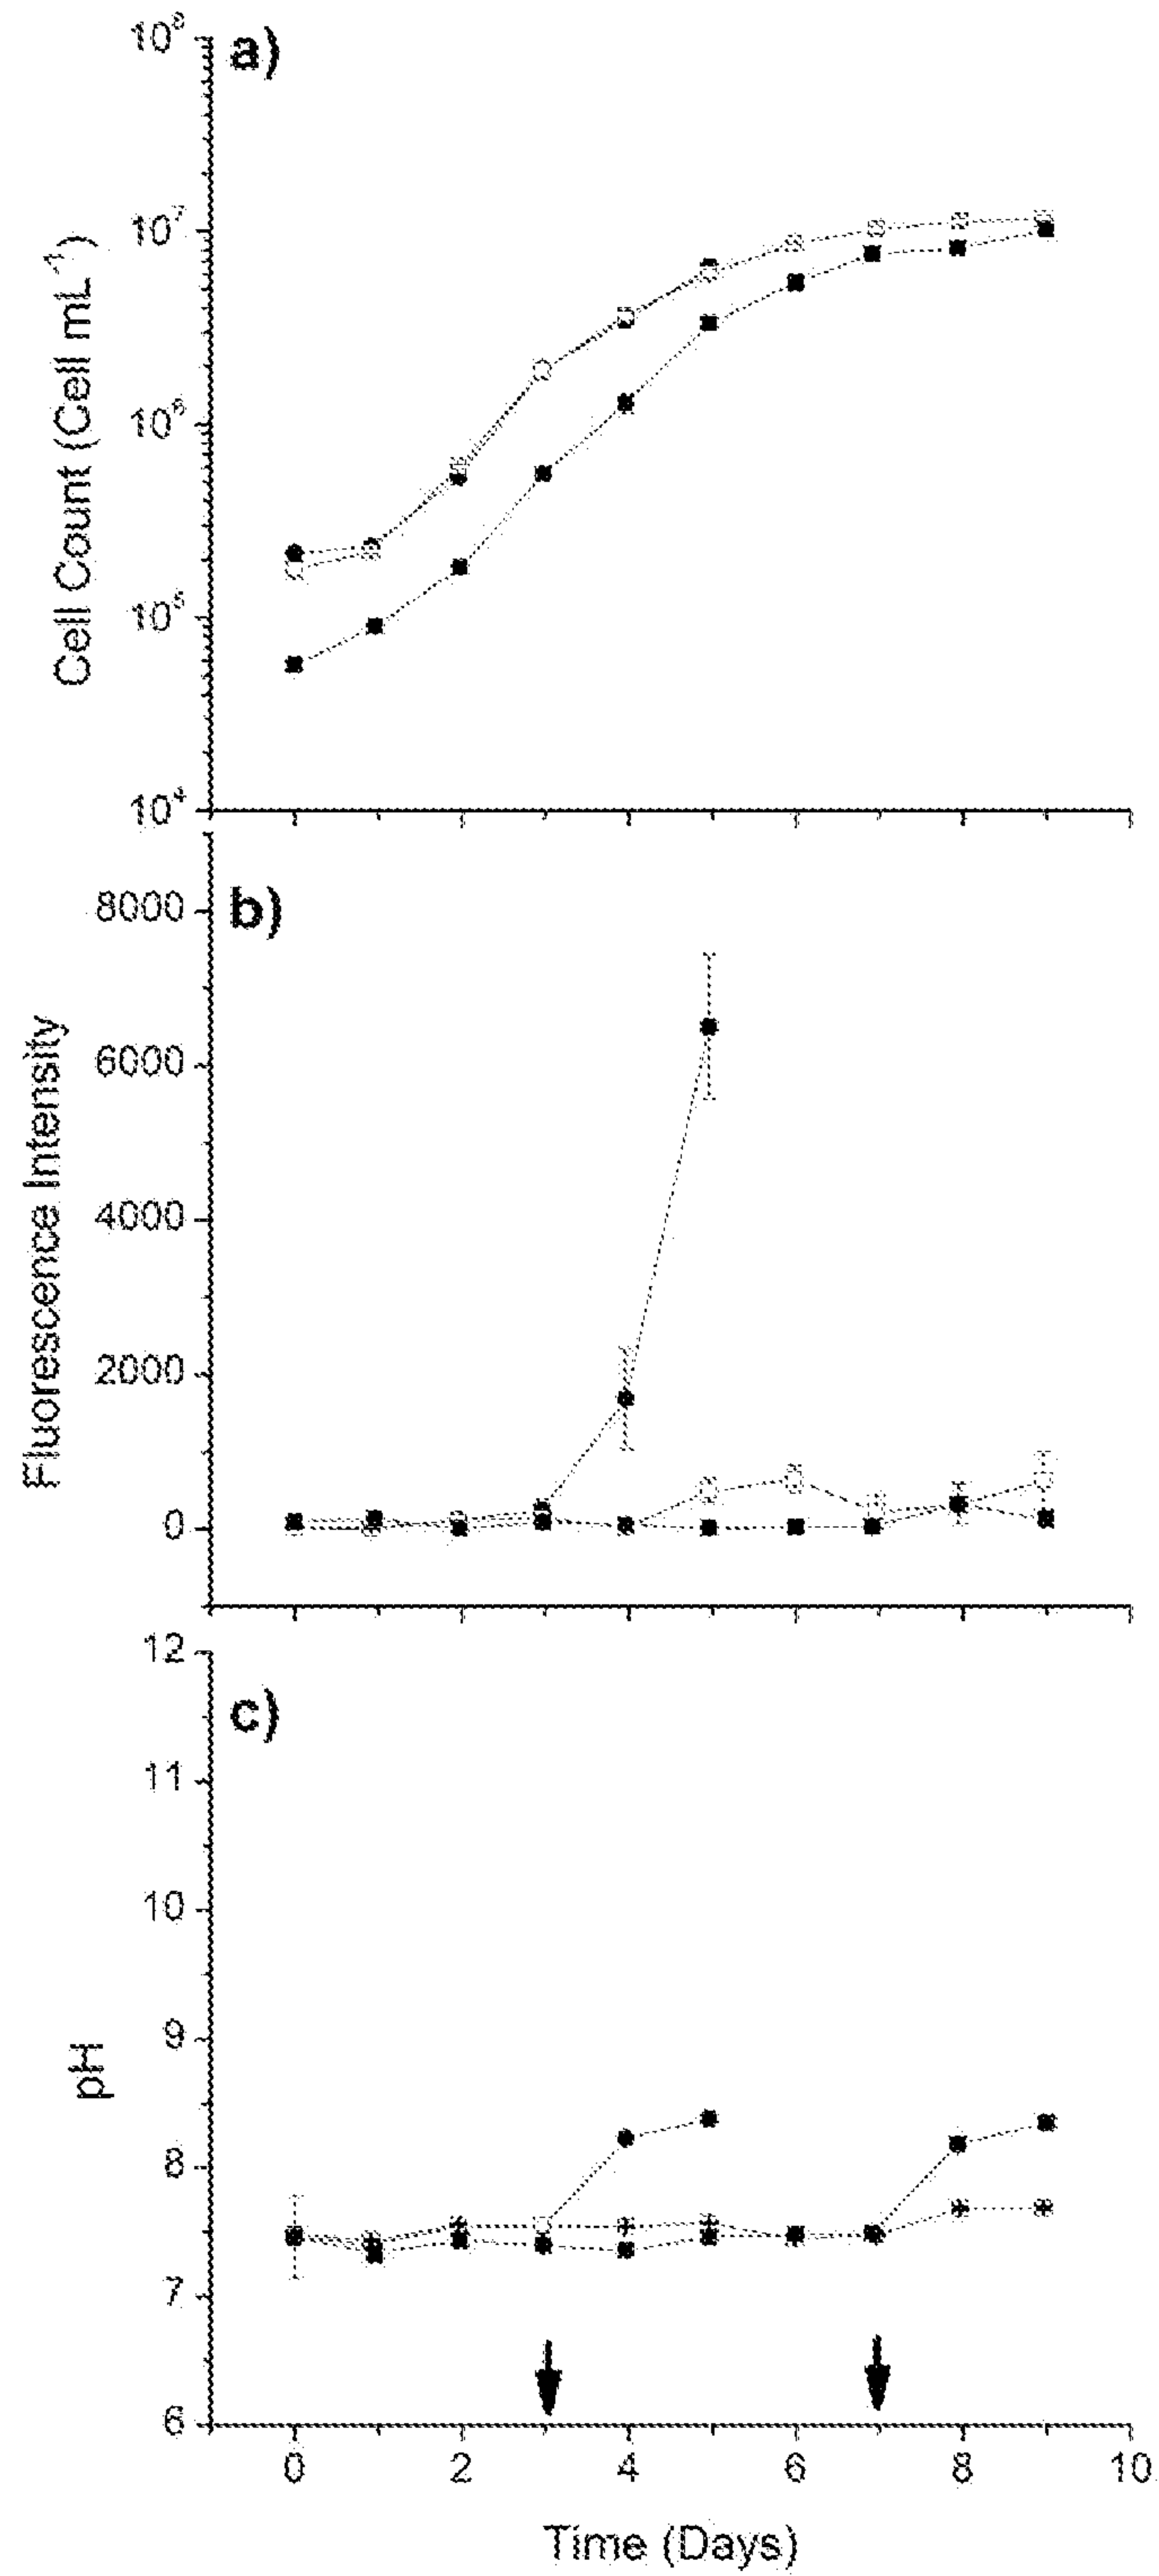 a)
10⁸
10⁷
10⁶
10⁵
10⁴
Cell Count (Cell mL⁻¹)
b)
8000
6000
4000
2000
0
Fluorescence Intensity
c)
12
11
10
9
8
7
6
pH
0 2 4 6 8 10
Time (Days)